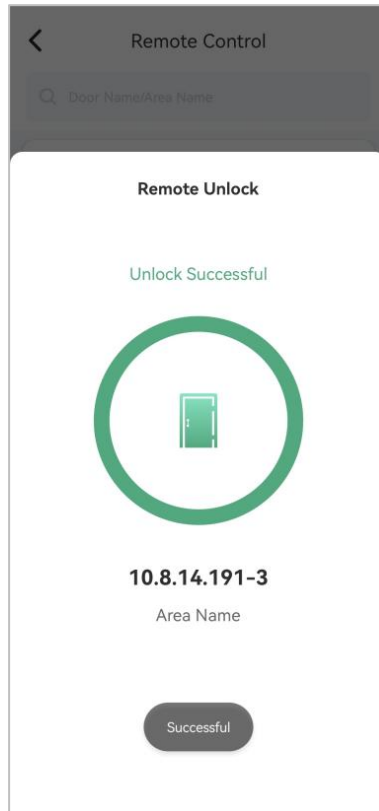 Remote Control
Door Name/Area Name
Remote Unlock
Unlock Successful
10.8.14.191-3
Area Name
Successful